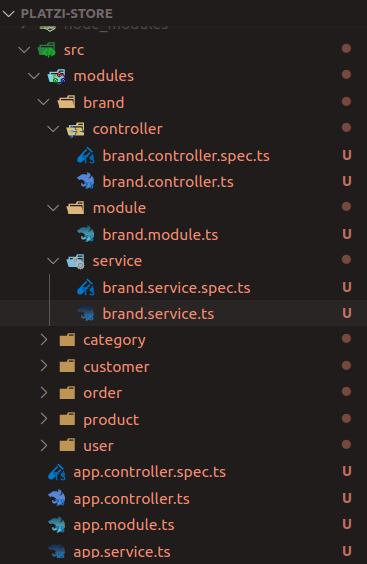 PLATZI-STORE
node_modules
src
modules
brand
controller
brand.controller.spec.ts U
brand.controller.ts U
module
brand.module.ts U
service
brand.service.spec.ts U
brand.service.ts U
category
customer
order
product
user
app.controller.spec.ts U
app.controller.ts U
app.module.ts U
app.service.ts U